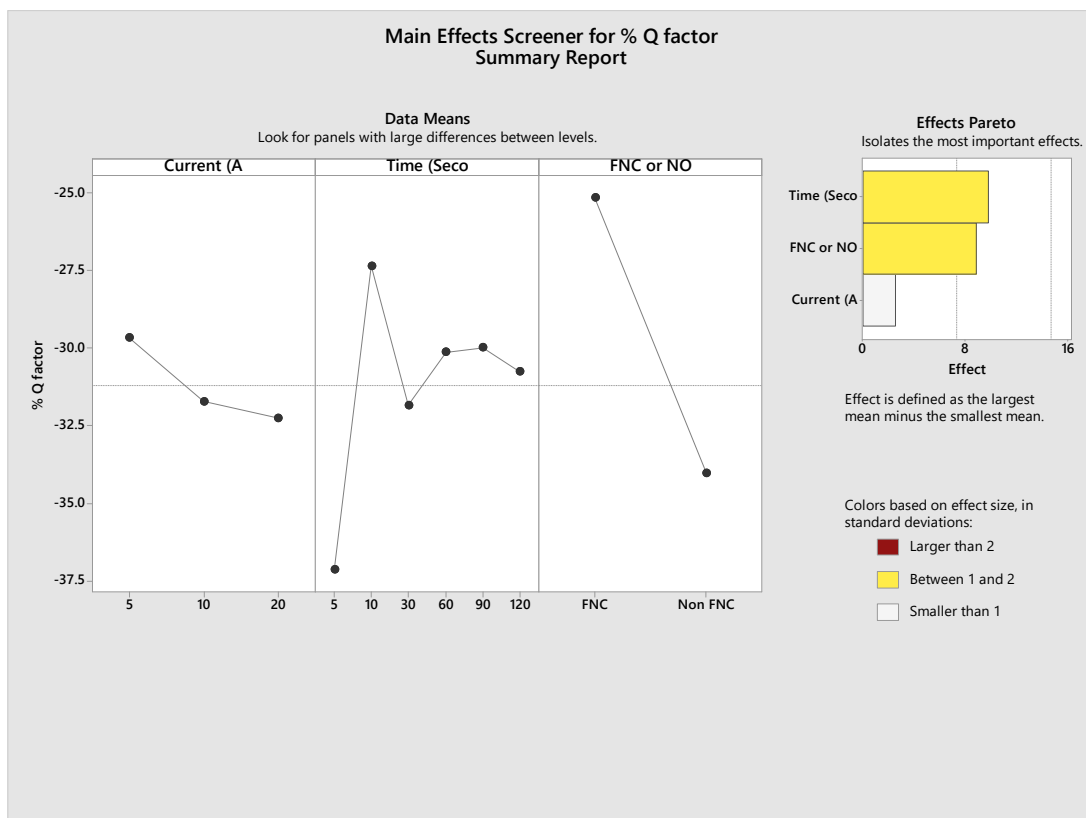 Main Effects Screener for % Q factor
Summary Report
Data Means
Look for panels with large differences between levels.
Current (A
Time (Seco
FNC or NO
% Q factor
-25.0
-27.5
-30.0
-32.5
-35.0
-37.5
5
10
20
5
10
30
60
90
120
FNC
Non FNC
Effects Pareto
Isolates the most important effects.
Time (Seco
FNC or NO
Current (A
0
8
16
Effect
Effect is defined as the largest
mean minus the smallest mean.
Colors based on effect size, in
standard deviations:
Larger than 2
Between 1 and 2
Smaller than 1